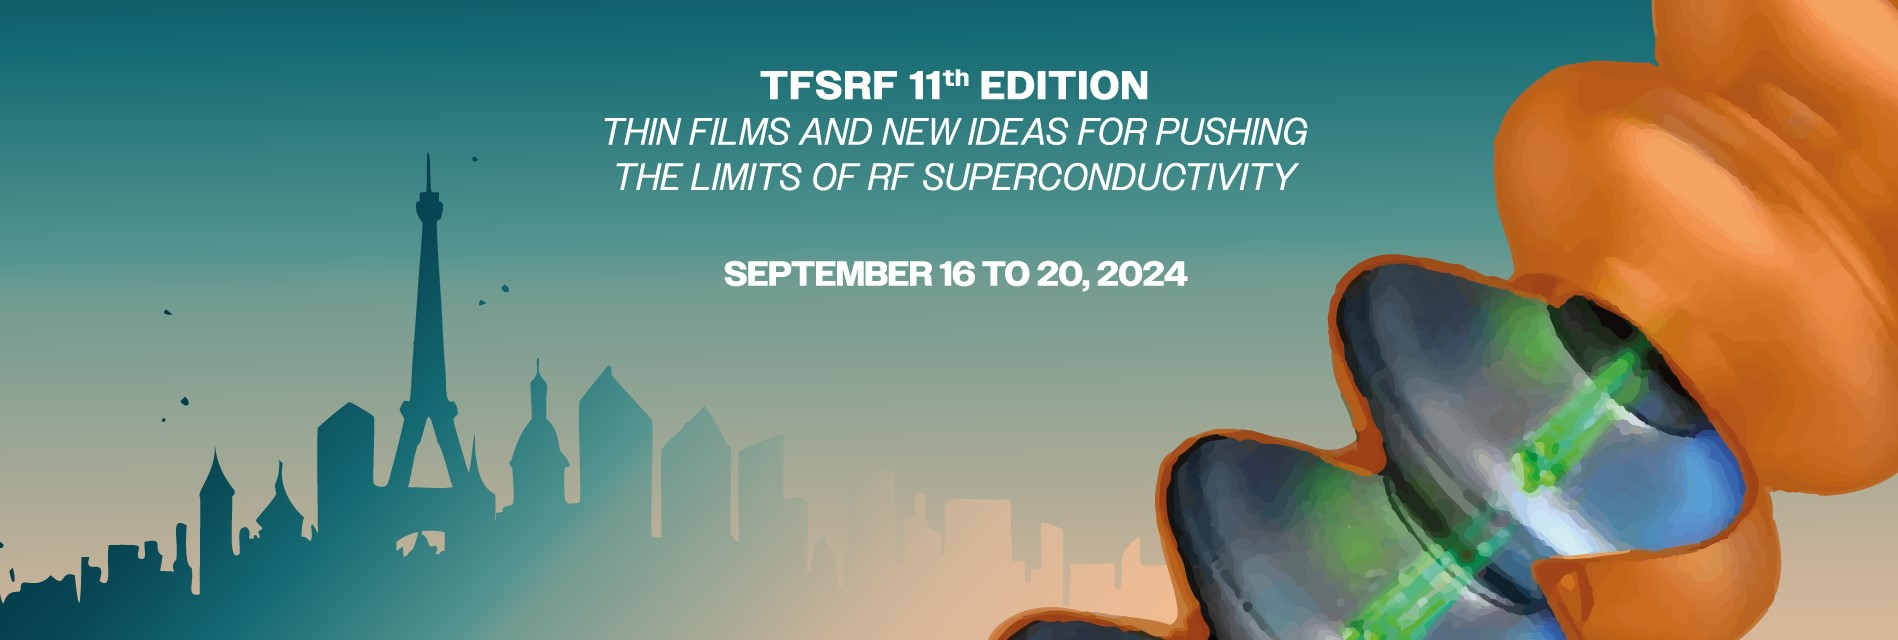 TFSRF 11th EDITION
THIN FILMS AND NEW IDEAS FOR PUSHING
THE LIMITS OF RF SUPERCONDUCTIVITY
SEPTEMBER 16 TO 20, 2024